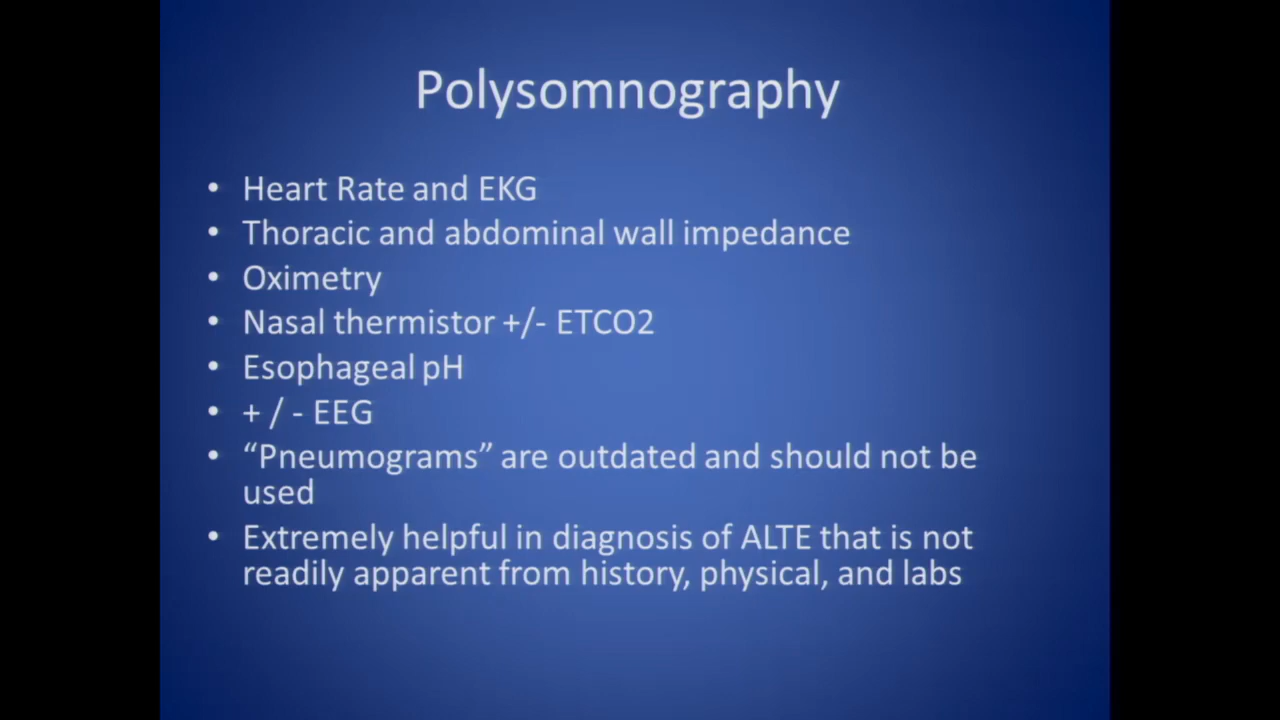 Polysomnography
• Heart Rate and EKG
• Thoracic and abdominal wall impedance
• Oximetry
• Nasal thermistor +/- ETCO2
• Esophageal pH
• + / - EEG
• “Pneumograms” are outdated and should not be
used
• Extremely helpful in diagnosis of ALTE that is not
readily apparent from history, physical, and labs